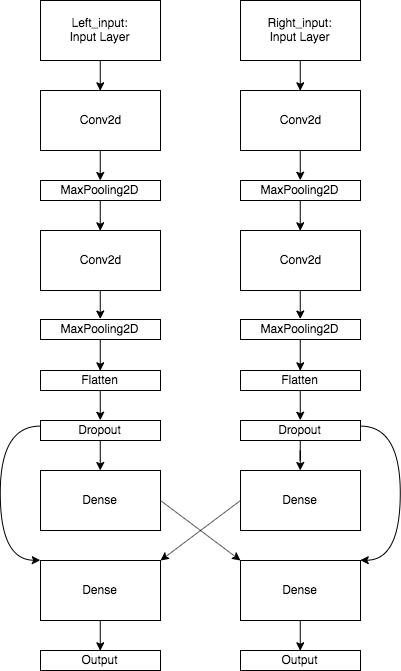 Left_input:
Input Layer
Right_input:
Input Layer
Conv2d
Conv2d
MaxPooling2D
MaxPooling2D
Conv2d
Conv2d
MaxPooling2D
MaxPooling2D
Flatten
Flatten
Dropout
Dropout
Dense
Dense
Dense
Dense
Output
Output